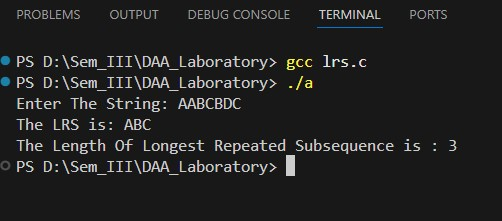 PROBLEMS OUTPUT DEBUG CONSOLE TERMINAL PORTS
PS D:\Sem_III\DAA_Laboratory> gcc lrs.c
PS D:\Sem_III\DAA_Laboratory> ./a
Enter The String: AABCBDC
The LRS is: ABC
The Length Of Longest Repeated Subsequence is : 3
PS D:\Sem_III\DAA_Laboratory>